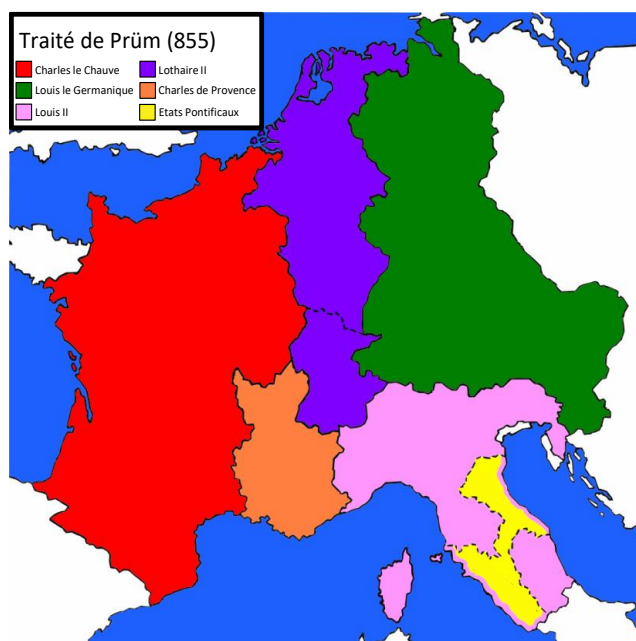 Traité de Prüm (855)
Charles le Chauve
Lothaire II
Louis le Germanique
Charles de Provence
Louis II
Etats Pontificaux